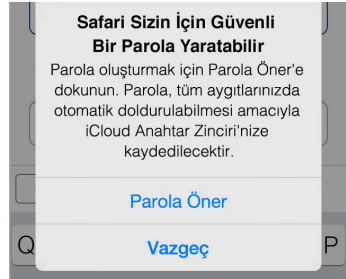 Safari Sizin İçin Güvenli
Bir Parola Yaratabilir
Parola oluşturmak için Parola Öner'e
dokunun. Parola, tüm aygıtlarınızda
otomatik doldurulabilmesi amacıyla
iCloud Anahtar Zinciri'nize
kaydedilecektir.
Parola Öner
Vazgeç
Q P